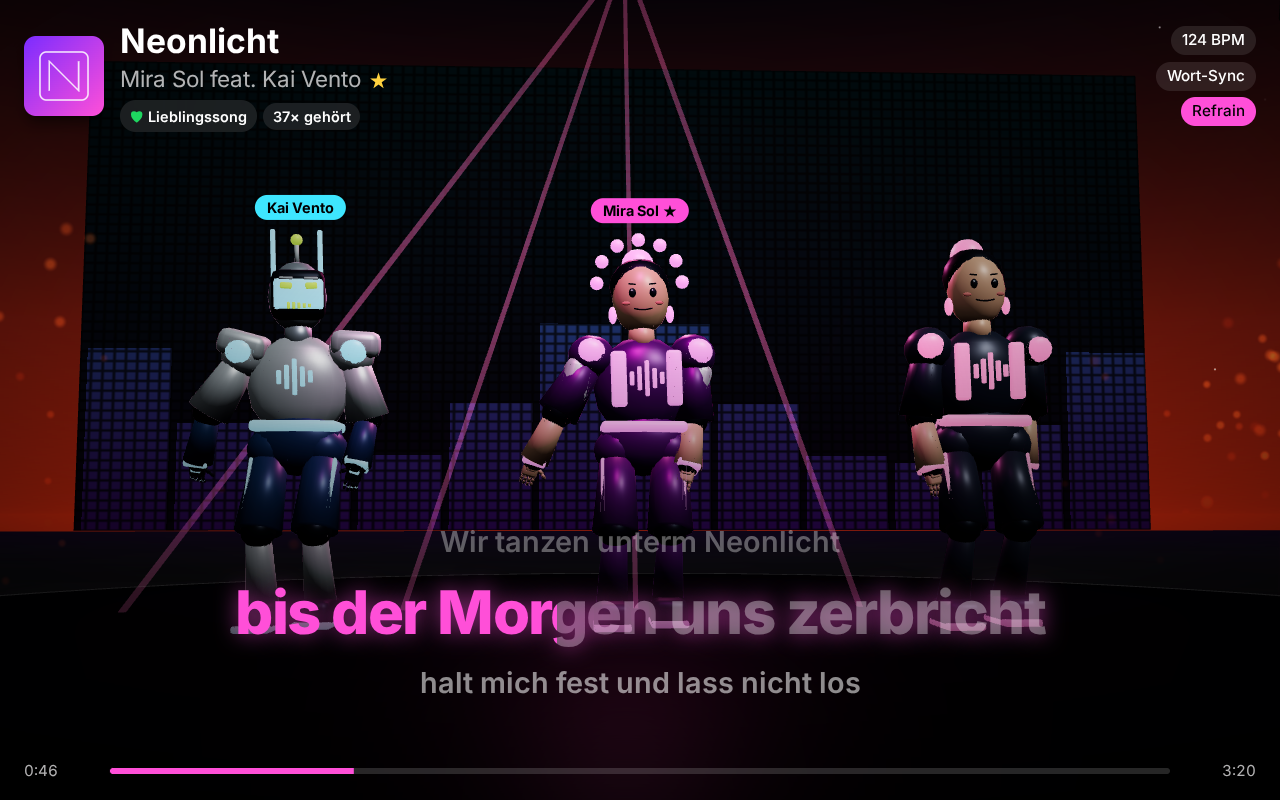 Neonlicht
Mira Sol feat. Kai Vento ★
Lieblingssong
37× gehört
124 BPM
Wort-Sync
Refrain
Kai Vento
Mira Sol ★
Wir tanzen unterm Neonlicht
bis der Morgen uns zerbricht
halt mich fest und lass nicht los
0:46
3:20